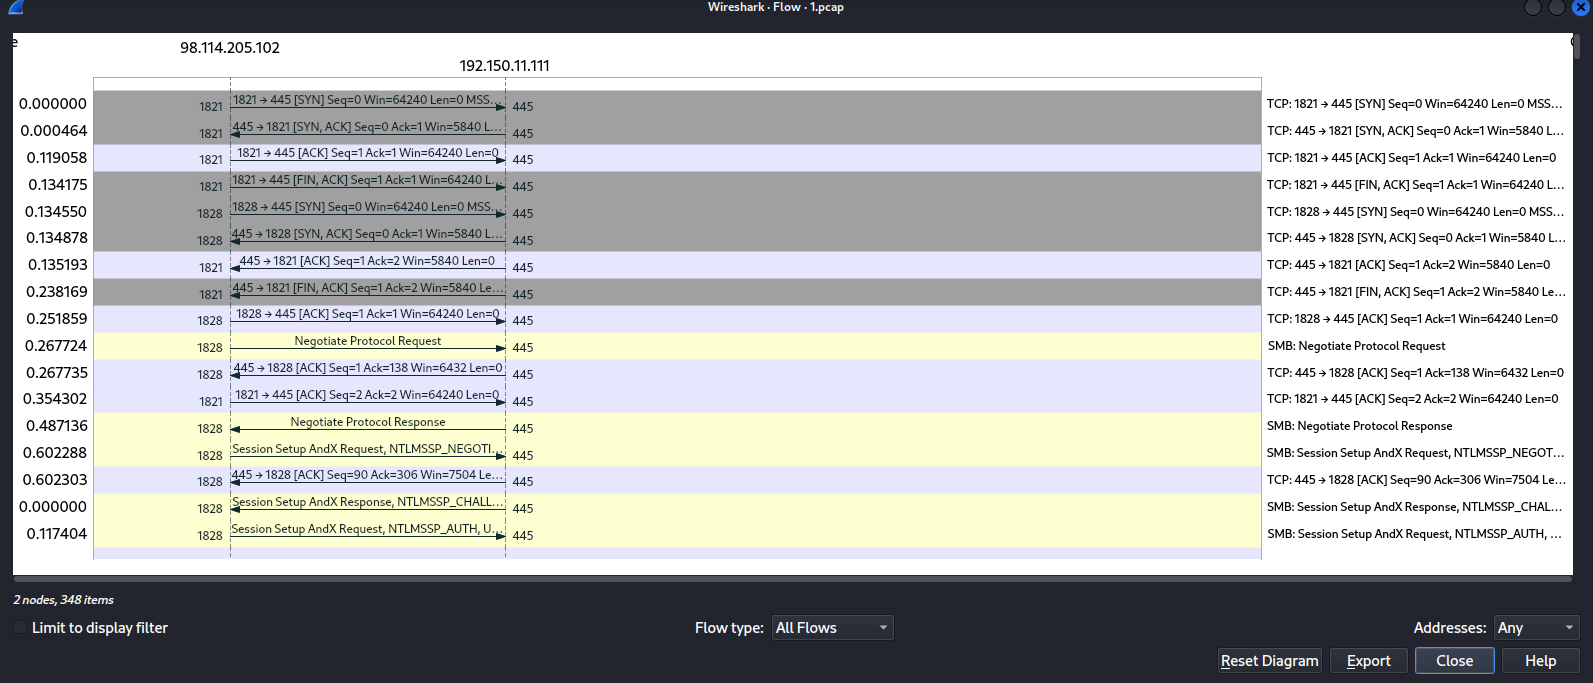 Wireshark · Flow · 1.pcap
e
98.114.205.102
192.150.11.111
0.000000 1821 1821 → 445 [SYN] Seq=0 Win=64240 Len=0 MSS... 445 TCP: 1821 → 445 [SYN] Seq=0 Win=64240 Len=0 MSS...
0.000464 1821 445 → 1821 [SYN, ACK] Seq=0 Ack=1 Win=5840 L... 445 TCP: 445 → 1821 [SYN, ACK] Seq=0 Ack=1 Win=5840 L...
0.119058 1821 1821 → 445 [ACK] Seq=1 Ack=1 Win=64240 Len=0 445 TCP: 1821 → 445 [ACK] Seq=1 Ack=1 Win=64240 Len=0
0.134175 1821 1821 → 445 [FIN, ACK] Seq=1 Ack=1 Win=64240 L... 445 TCP: 1821 → 445 [FIN, ACK] Seq=1 Ack=1 Win=64240 L...
0.134550 1828 1828 → 445 [SYN] Seq=0 Win=64240 Len=0 MSS... 445 TCP: 1828 → 445 [SYN] Seq=0 Win=64240 Len=0 MSS...
0.134878 1828 445 → 1828 [SYN, ACK] Seq=0 Ack=1 Win=5840 L... 445 TCP: 445 → 1828 [SYN, ACK] Seq=0 Ack=1 Win=5840 L...
0.135193 1821 445 → 1821 [ACK] Seq=1 Ack=2 Win=5840 Len=0 445 TCP: 445 → 1821 [ACK] Seq=1 Ack=2 Win=5840 Len=0
0.238169 1821 445 → 1821 [FIN, ACK] Seq=1 Ack=2 Win=5840 Le... 445 TCP: 445 → 1821 [FIN, ACK] Seq=1 Ack=2 Win=5840 Le...
0.251859 1828 1828 → 445 [ACK] Seq=1 Ack=1 Win=64240 Len=0 445 TCP: 1828 → 445 [ACK] Seq=1 Ack=1 Win=64240 Len=0
0.267724 1828 Negotiate Protocol Request 445 SMB: Negotiate Protocol Request
0.267735 1828 445 → 1828 [ACK] Seq=1 Ack=138 Win=6432 Len=0 445 TCP: 445 → 1828 [ACK] Seq=1 Ack=138 Win=6432 Len=0
0.354302 1821 1821 → 445 [ACK] Seq=2 Ack=2 Win=64240 Len=0 445 TCP: 1821 → 445 [ACK] Seq=2 Ack=2 Win=64240 Len=0
0.487136 1828 Negotiate Protocol Response 445 SMB: Negotiate Protocol Response
0.602288 1828 Session Setup AndX Request, NTLMSSP_NEGOTI... 445 SMB: Session Setup AndX Request, NTLMSSP_NEGOT...
0.602303 1828 445 → 1828 [ACK] Seq=90 Ack=306 Win=7504 Le... 445 TCP: 445 → 1828 [ACK] Seq=90 Ack=306 Win=7504 Le...
0.000000 1828 Session Setup AndX Response, NTLMSSP_CHALL... 445 SMB: Session Setup AndX Response, NTLMSSP_CHAL...
0.117404 1828 Session Setup AndX Request, NTLMSSP_AUTH, U... 445 SMB: Session Setup AndX Request, NTLMSSP_AUTH, ...
2 nodes, 348 items
Limit to display filter Flow type: All Flows Addresses: Any
Reset Diagram Export Close Help